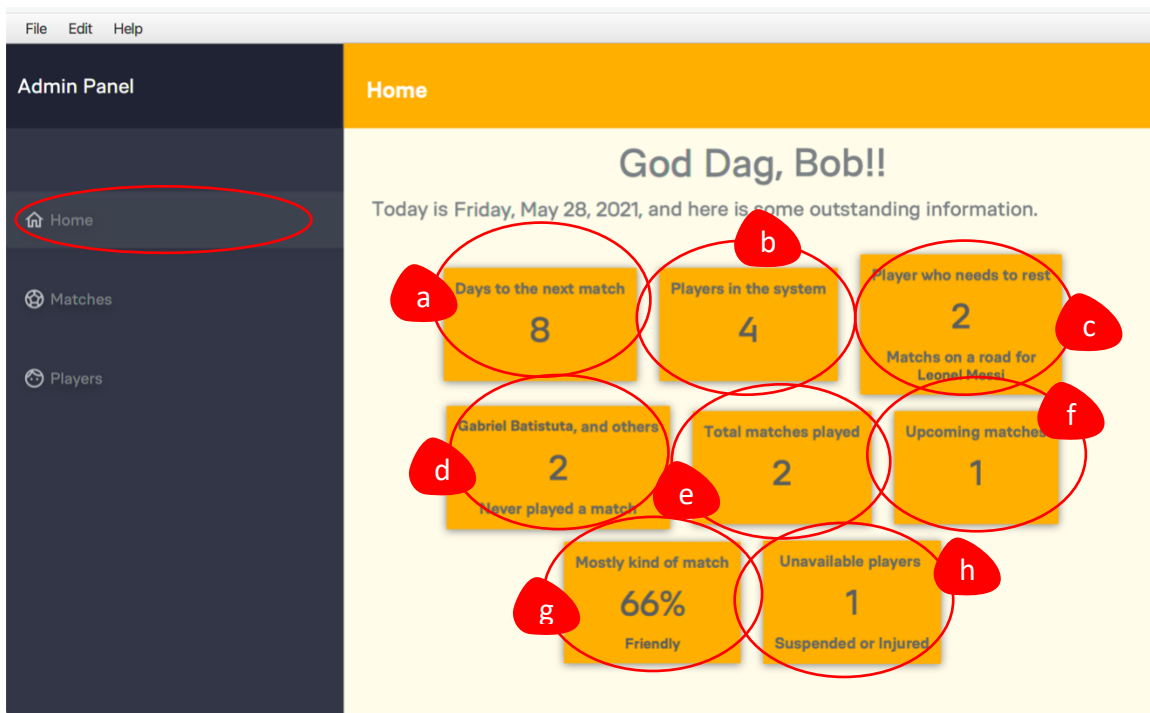 File Edit Help
Admin Panel
Home
Home
Matches
Players
God Dag, Bob!!
Today is Friday, May 28, 2021, and here is some outstanding information.
a
Days to the next match
8
b
Players in the system
4
c
Player who needs to rest
2
Matchs on a road for
Leonel Messi
d
Gabriel Batistuta, and others
2
Never played a match
e
Total matches played
2
f
Upcoming matches
1
g
Mostly kind of match
66%
Friendly
h
Unavailable players
1
Suspended or Injured